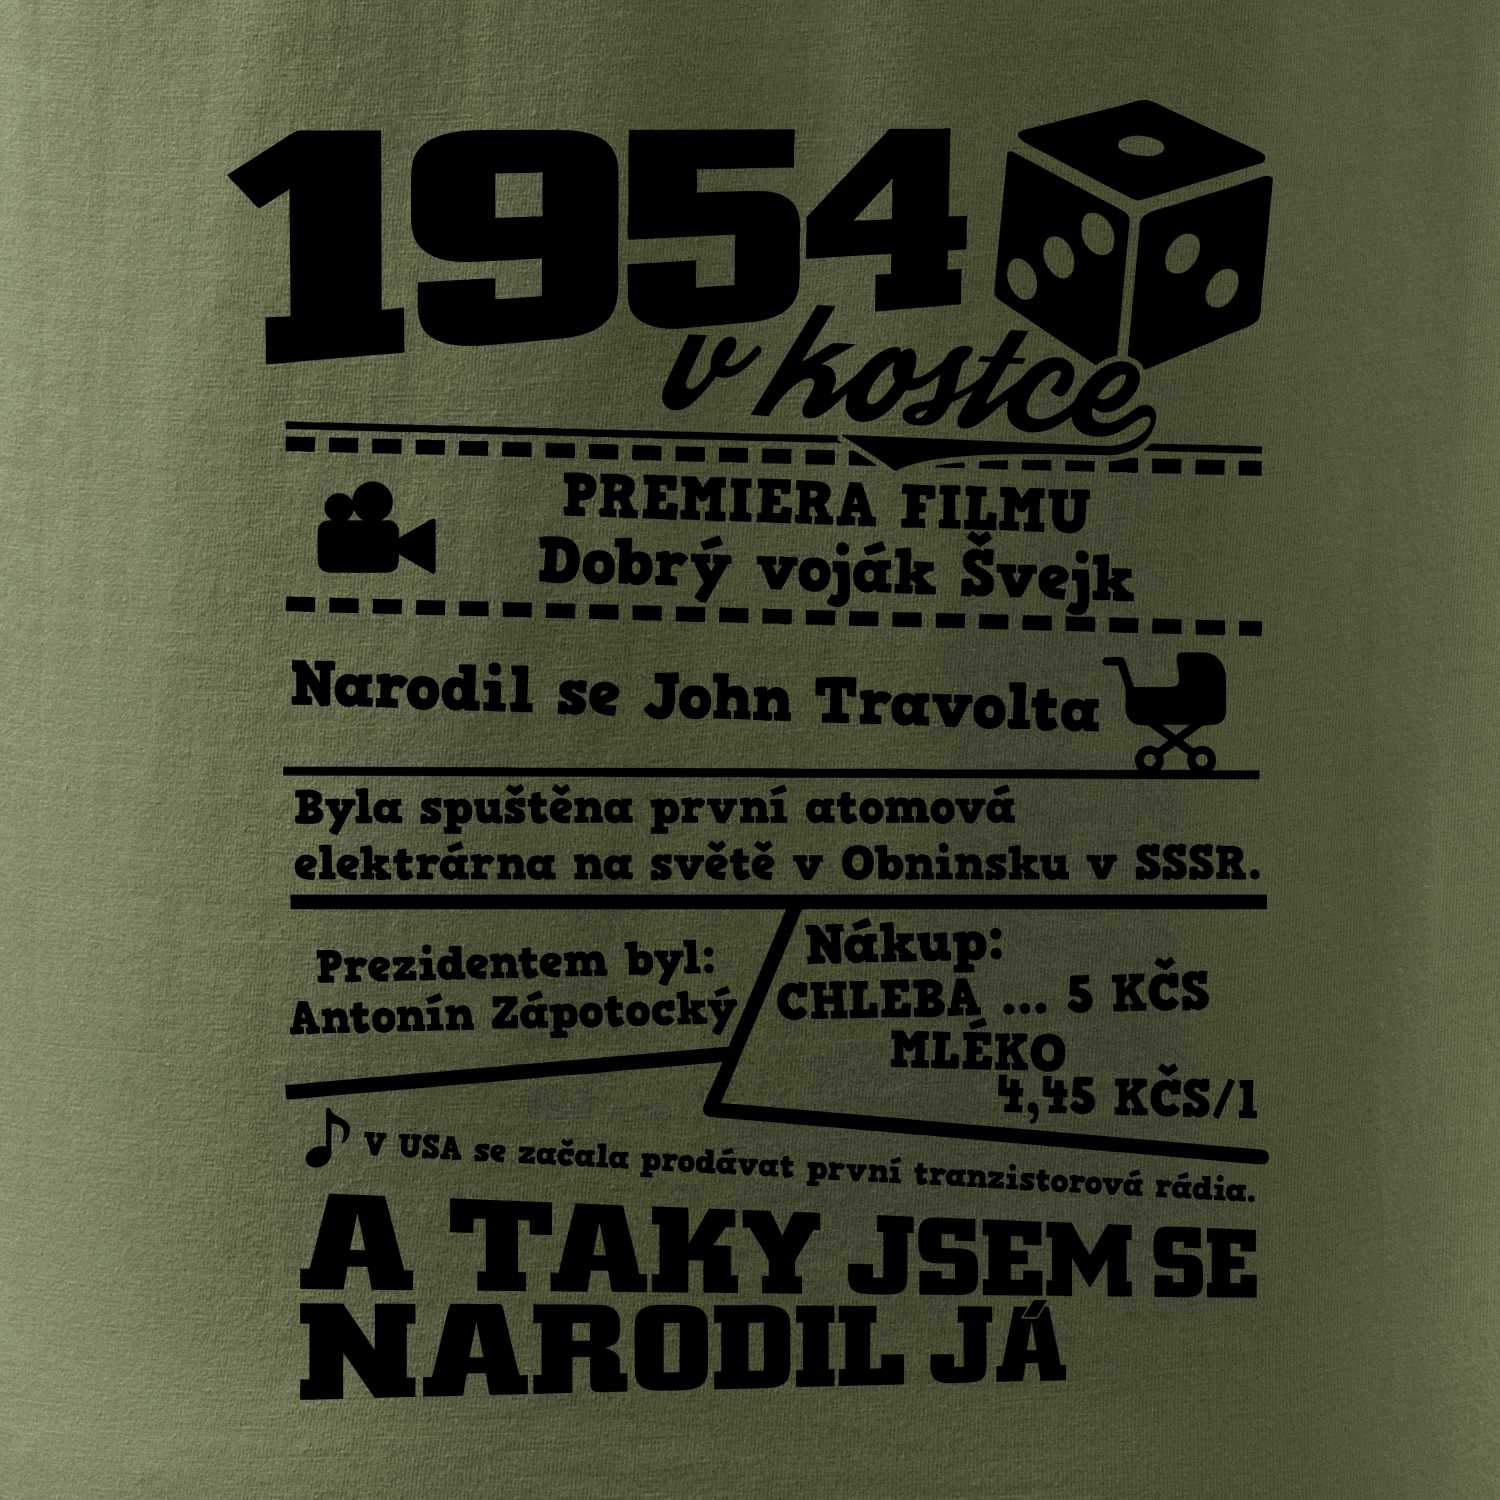 1954
v kostce
PREMIERA FILMU
Dobrý voják Švejk
Narodil se John Travolta
Byla spuštěna první atomová
elektrárna na světě v Obninsku v SSSR.
Prezidentem byl:
Antonín Zápotocký
Nákup:
CHLEBA ... 5 KČS
MLÉKO
4,45 KČS/l
V USA se začala prodávat první tranzistorová rádia.
A TAKY JSEM SE
NARODIL JÁ